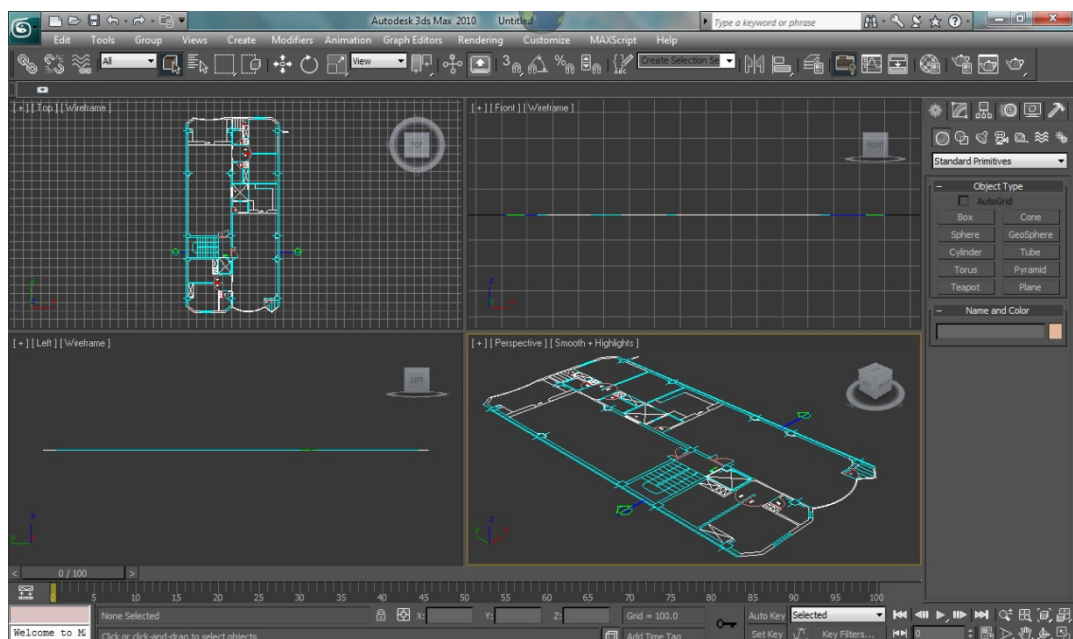 Autodesk 3ds Max 2010 Untitled
Type a keyword or phrase
Edit Tools Group Views Create Modifiers Animation Graph Editors Rendering Customize MAXScript Help
All View Create Selection Se
[ + ] [ Top ] [ Wireframe ]
TOP
[ + ] [ Front ] [ Wireframe ]
FRONT
Standard Primitives
- Object Type
AutoGrid
Box Cone
Sphere GeoSphere
Cylinder Tube
Torus Pyramid
Teapot Plane
- Name and Color
[ + ] [ Left ] [ Wireframe ]
LEFT
[ + ] [ Perspective ] [ Smooth + Highlights ]
< 0 / 100 >
0 5 10 15 20 25 30 35 40 45 50 55 60 65 70 75 80 85 90 95 100
None Selected X: Y: Z: Grid = 100.0 Auto Key Selected
Welcome to M Click or click-and-drag to select objects Add Time Tag Set Key Key Filters... 0